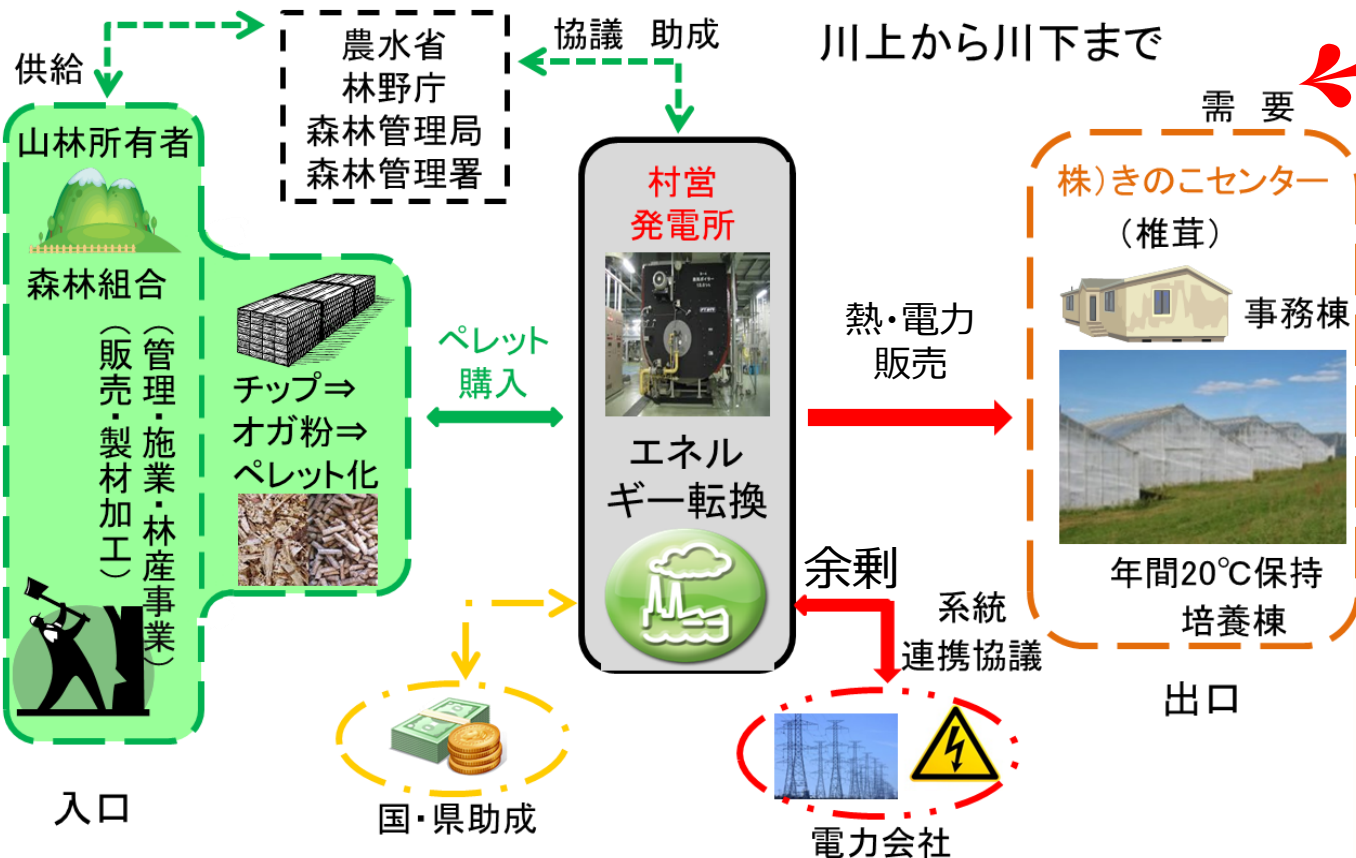 川上から川下まで
供給
農水省
林野庁
森林管理局
森林管理署
協議 助成
需 要
山林所有者
森林組合
(管理・施業・林産事業)
(販売・製材加工)
チップ⇒
オガ粉⇒
ペレット化
入口
ペレット
購入
村営
発電所
エネル
ギー転換
国・県助成
熱・電力
販売
余剰
系統
連携協議
電力会社
株)きのこセンター
(椎茸)
事務棟
年間20℃保持
培養棟
出口